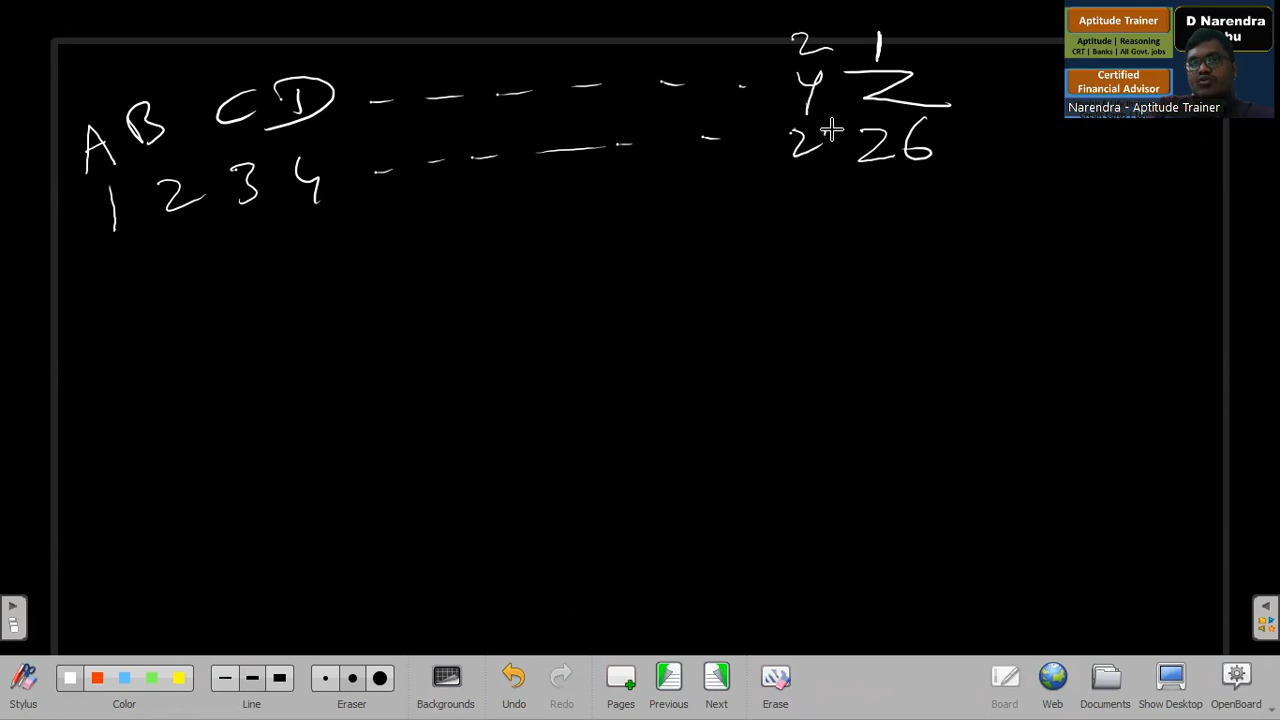 2 1
A B C D - - - - - - Y Z
1 2 3 4 - - - - - - 2 26
Aptitude Trainer
Aptitude | Reasoning
CRT | Banks | All Govt. jobs
Certified
Financial Advisor
D Narendra
Narendra - Aptitude Trainer
Stylus
Color
Line
Eraser
Backgrounds
Undo
Redo
Pages
Previous
Next
Erase
Board
Web
Documents
Show Desktop
OpenBoard